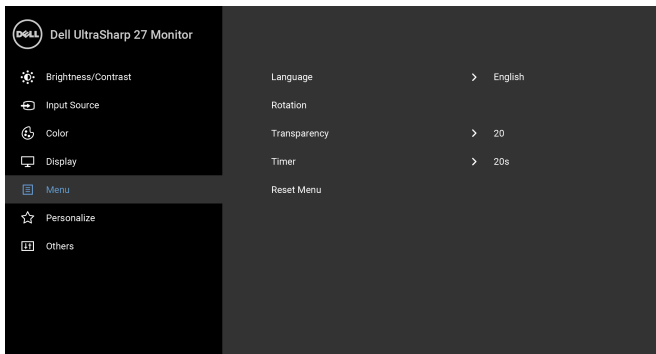 DELL Dell UltraSharp 27 Monitor
Brightness/Contrast
Input Source
Color
Display
Menu
Personalize
Others
Language > English
Rotation
Transparency > 20
Timer > 20s
Reset Menu